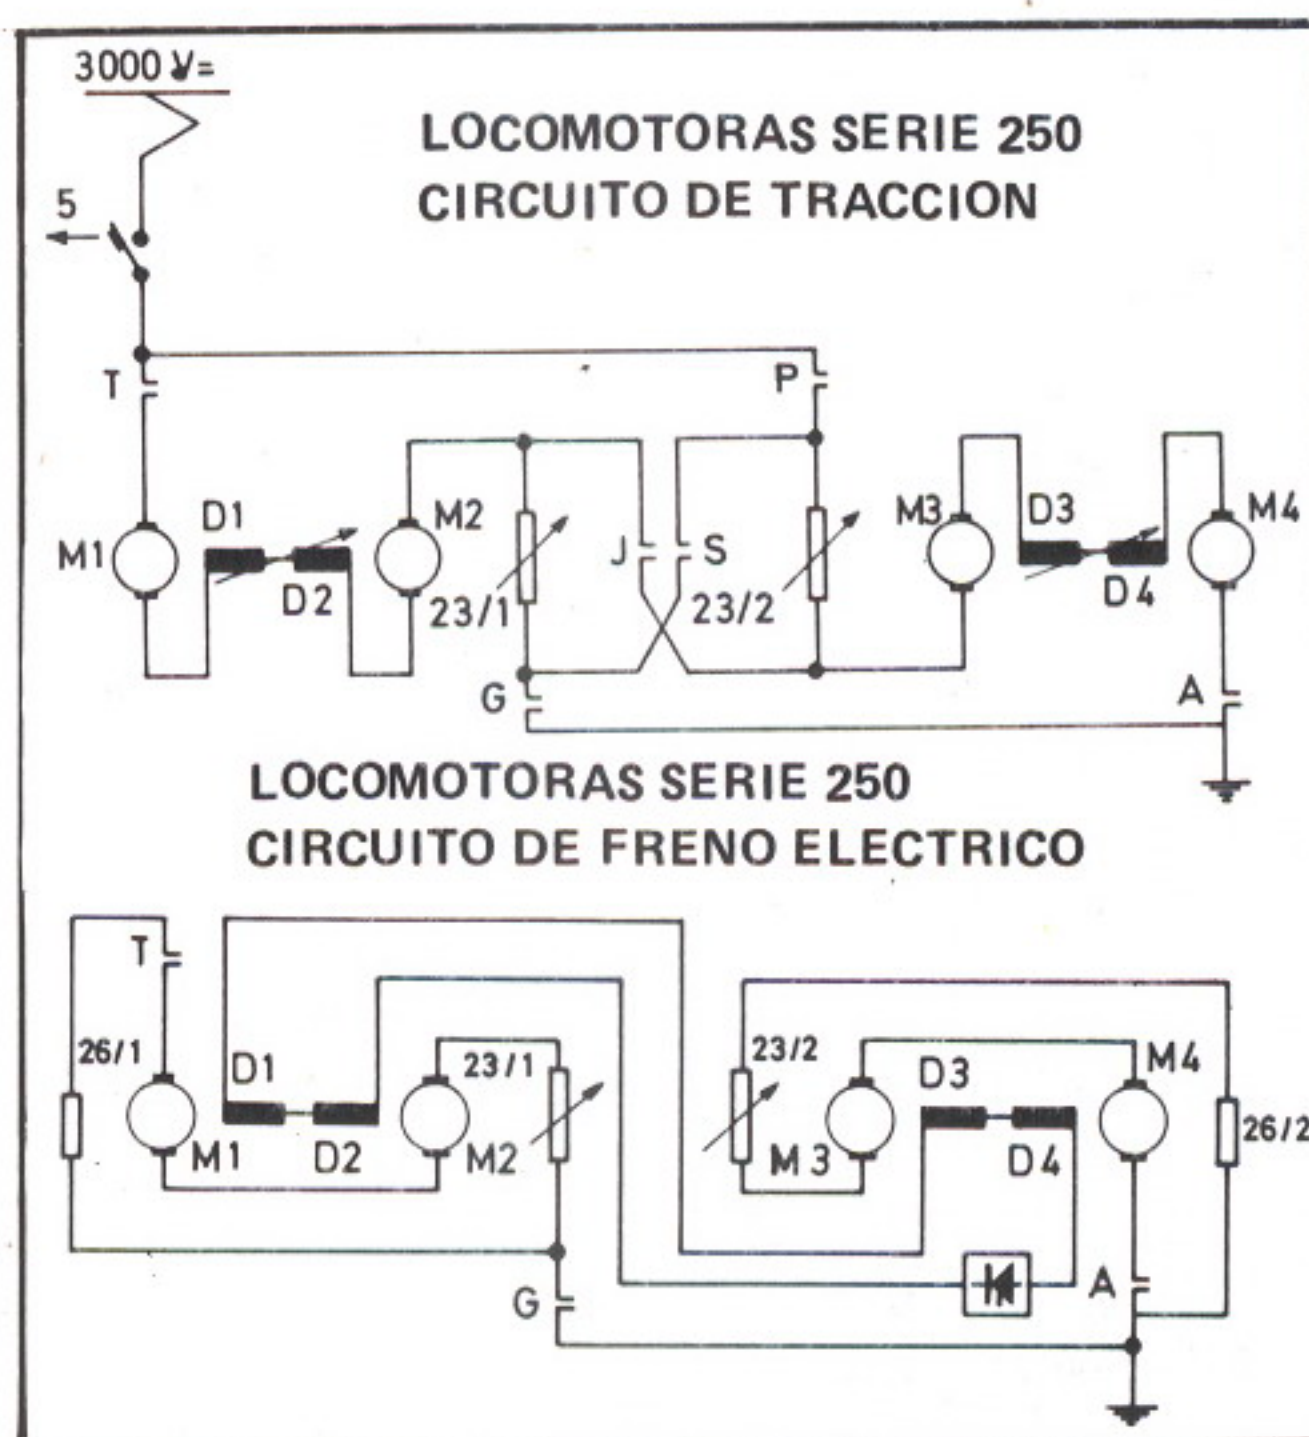 3000 V=
LOCOMOTORAS SERIE 250
CIRCUITO DE TRACCION
5
T
P
D1
M2
M3
D3
M4
M1
J
S
D2
23/1
23/2
D4
G
A
LOCOMOTORAS SERIE 250
CIRCUITO DE FRENO ELECTRICO
T
26/1
D1
23/1
23/2
D3
M4
M1
D2
M2
M3
D4
26/2
G
A